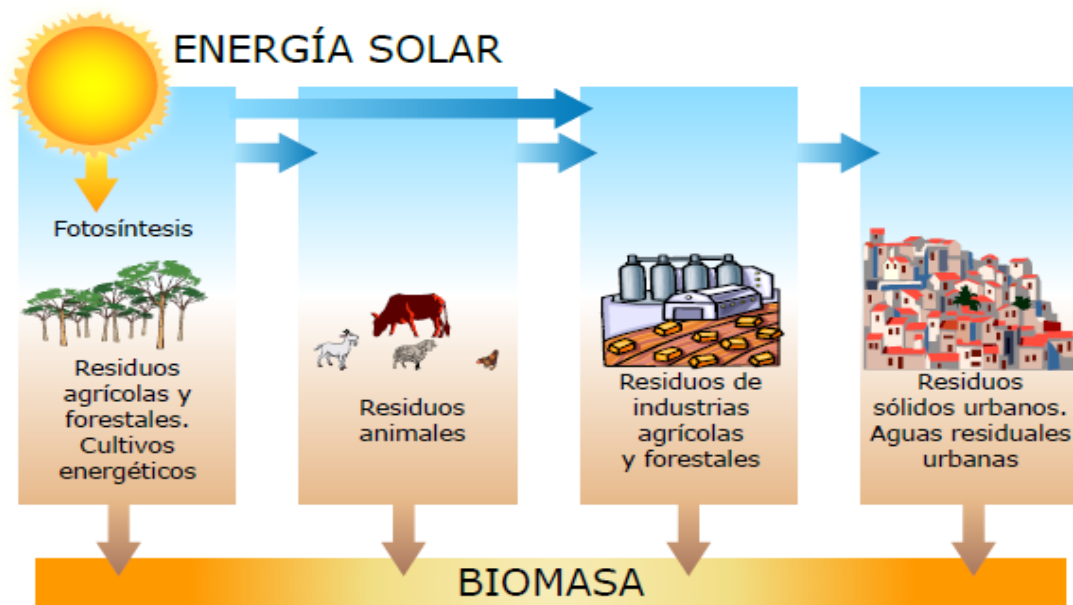 ENERGÍA SOLAR
Fotosíntesis
Residuos
agrícolas y
forestales.
Cultivos
energéticos
Residuos
animales
Residuos de
industrias
agrícolas
y forestales
Residuos
sólidos urbanos.
Aguas residuales
urbanas
BIOMASA